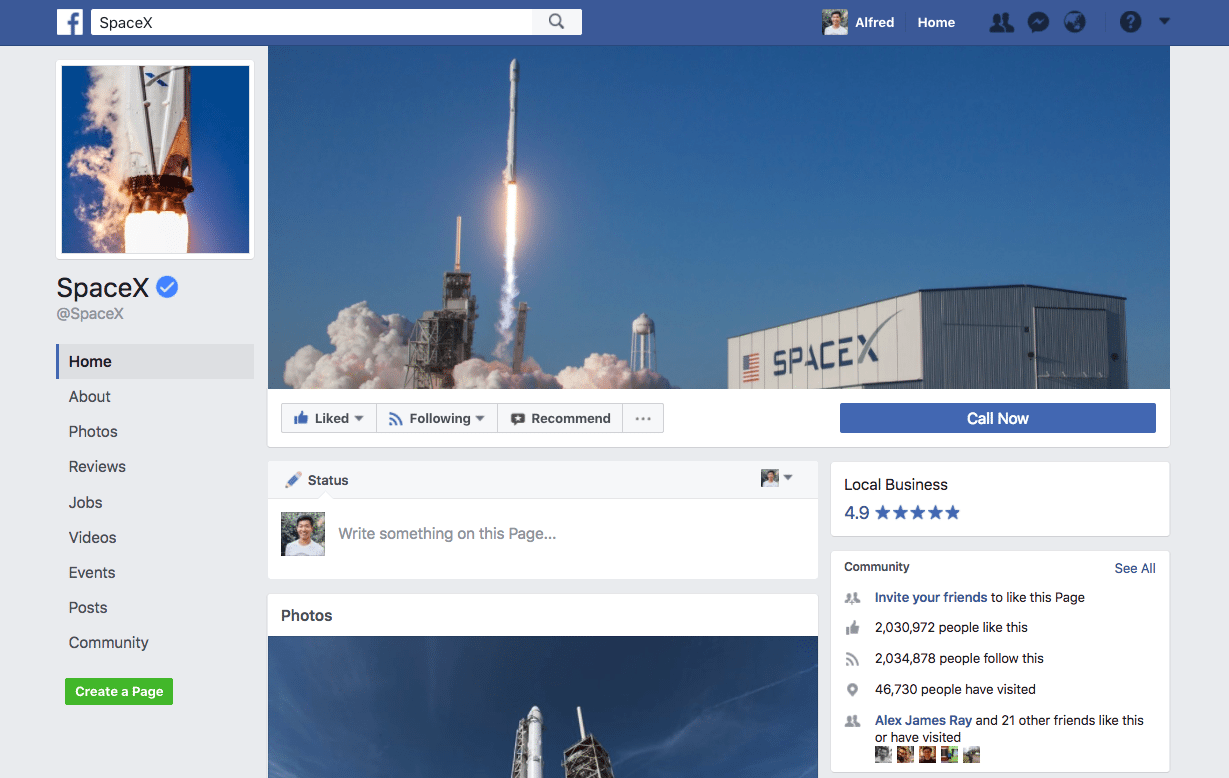 SpaceX
Alfred
Home
SpaceX
@SpaceX
Home
About
Photos
Reviews
Jobs
Videos
Events
Posts
Community
Create a Page
SPACEX
Liked
Following
Recommend
...
Call Now
Status
Write something on this Page...
Photos
Local Business
4.9
Community
See All
Invite your friends to like this Page
2,030,972 people like this
2,034,878 people follow this
46,730 people have visited
Alex James Ray and 21 other friends like this
or have visited